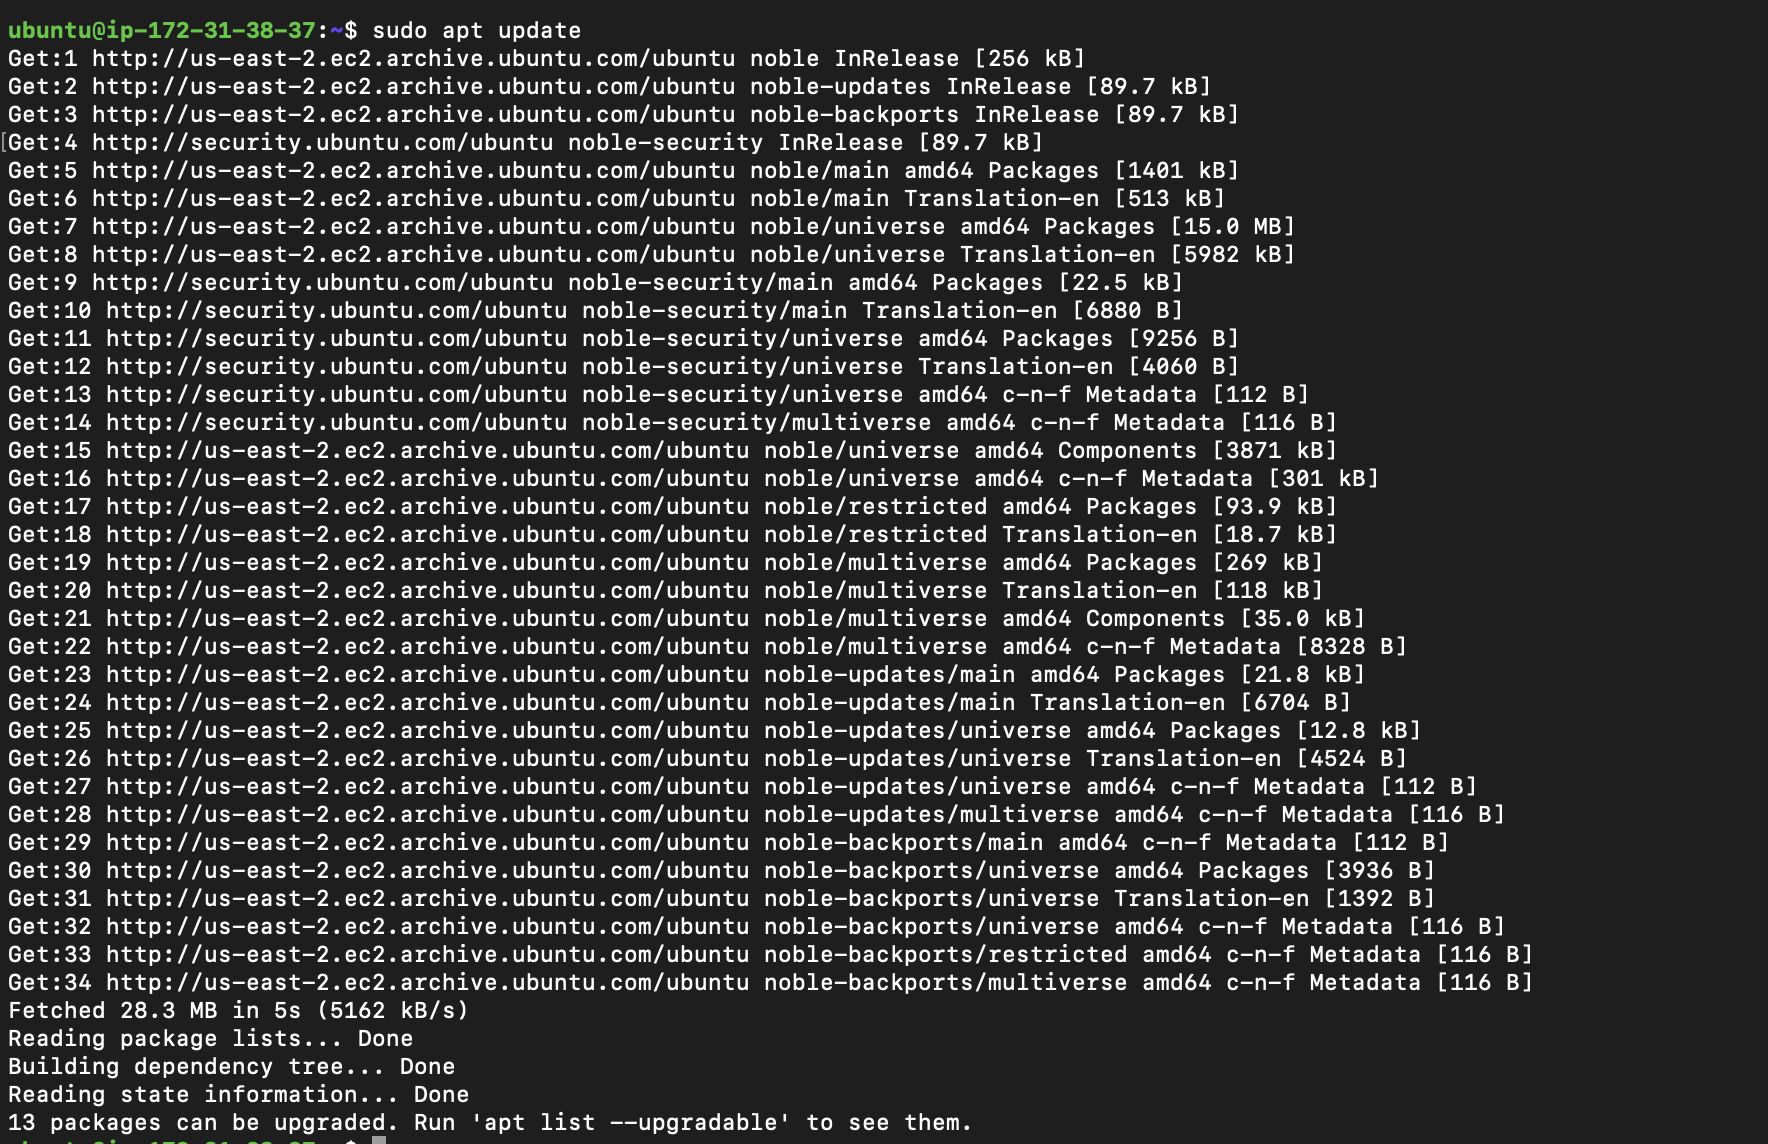 ubuntu@ip-172-31-38-37:~$ sudo apt update
Get:1 http://us-east-2.ec2.archive.ubuntu.com/ubuntu noble InRelease [256 kB]
Get:2 http://us-east-2.ec2.archive.ubuntu.com/ubuntu noble-updates InRelease [89.7 kB]
Get:3 http://us-east-2.ec2.archive.ubuntu.com/ubuntu noble-backports InRelease [89.7 kB]
[Get:4 http://security.ubuntu.com/ubuntu noble-security InRelease [89.7 kB]
Get:5 http://us-east-2.ec2.archive.ubuntu.com/ubuntu noble/main amd64 Packages [1401 kB]
Get:6 http://us-east-2.ec2.archive.ubuntu.com/ubuntu noble/main Translation-en [513 kB]
Get:7 http://us-east-2.ec2.archive.ubuntu.com/ubuntu noble/universe amd64 Packages [15.0 MB]
Get:8 http://us-east-2.ec2.archive.ubuntu.com/ubuntu noble/universe Translation-en [5982 kB]
Get:9 http://security.ubuntu.com/ubuntu noble-security/main amd64 Packages [22.5 kB]
Get:10 http://security.ubuntu.com/ubuntu noble-security/main Translation-en [6880 B]
Get:11 http://security.ubuntu.com/ubuntu noble-security/universe amd64 Packages [9256 B]
Get:12 http://security.ubuntu.com/ubuntu noble-security/universe Translation-en [4060 B]
Get:13 http://security.ubuntu.com/ubuntu noble-security/universe amd64 c-n-f Metadata [112 B]
Get:14 http://security.ubuntu.com/ubuntu noble-security/multiverse amd64 c-n-f Metadata [116 B]
Get:15 http://us-east-2.ec2.archive.ubuntu.com/ubuntu noble/universe amd64 Components [3871 kB]
Get:16 http://us-east-2.ec2.archive.ubuntu.com/ubuntu noble/universe amd64 c-n-f Metadata [301 kB]
Get:17 http://us-east-2.ec2.archive.ubuntu.com/ubuntu noble/restricted amd64 Packages [93.9 kB]
Get:18 http://us-east-2.ec2.archive.ubuntu.com/ubuntu noble/restricted Translation-en [18.7 kB]
Get:19 http://us-east-2.ec2.archive.ubuntu.com/ubuntu noble/multiverse amd64 Packages [269 kB]
Get:20 http://us-east-2.ec2.archive.ubuntu.com/ubuntu noble/multiverse Translation-en [118 kB]
Get:21 http://us-east-2.ec2.archive.ubuntu.com/ubuntu noble/multiverse amd64 Components [35.0 kB]
Get:22 http://us-east-2.ec2.archive.ubuntu.com/ubuntu noble/multiverse amd64 c-n-f Metadata [8328 B]
Get:23 http://us-east-2.ec2.archive.ubuntu.com/ubuntu noble-updates/main amd64 Packages [21.8 kB]
Get:24 http://us-east-2.ec2.archive.ubuntu.com/ubuntu noble-updates/main Translation-en [6704 B]
Get:25 http://us-east-2.ec2.archive.ubuntu.com/ubuntu noble-updates/universe amd64 Packages [12.8 kB]
Get:26 http://us-east-2.ec2.archive.ubuntu.com/ubuntu noble-updates/universe Translation-en [4524 B]
Get:27 http://us-east-2.ec2.archive.ubuntu.com/ubuntu noble-updates/universe amd64 c-n-f Metadata [112 B]
Get:28 http://us-east-2.ec2.archive.ubuntu.com/ubuntu noble-updates/multiverse amd64 c-n-f Metadata [116 B]
Get:29 http://us-east-2.ec2.archive.ubuntu.com/ubuntu noble-backports/main amd64 c-n-f Metadata [112 B]
Get:30 http://us-east-2.ec2.archive.ubuntu.com/ubuntu noble-backports/universe amd64 Packages [3936 B]
Get:31 http://us-east-2.ec2.archive.ubuntu.com/ubuntu noble-backports/universe Translation-en [1392 B]
Get:32 http://us-east-2.ec2.archive.ubuntu.com/ubuntu noble-backports/universe amd64 c-n-f Metadata [116 B]
Get:33 http://us-east-2.ec2.archive.ubuntu.com/ubuntu noble-backports/restricted amd64 c-n-f Metadata [116 B]
Get:34 http://us-east-2.ec2.archive.ubuntu.com/ubuntu noble-backports/multiverse amd64 c-n-f Metadata [116 B]
Fetched 28.3 MB in 5s (5162 kB/s)
Reading package lists... Done
Building dependency tree... Done
Reading state information... Done
13 packages can be upgraded. Run 'apt list --upgradable' to see them.